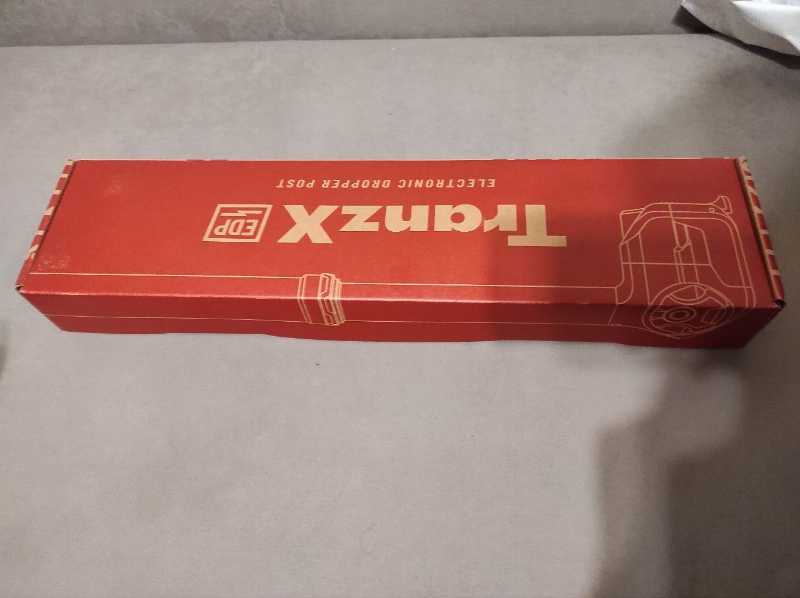 TranzX EDP
ELECTRONIC DROPPER POST